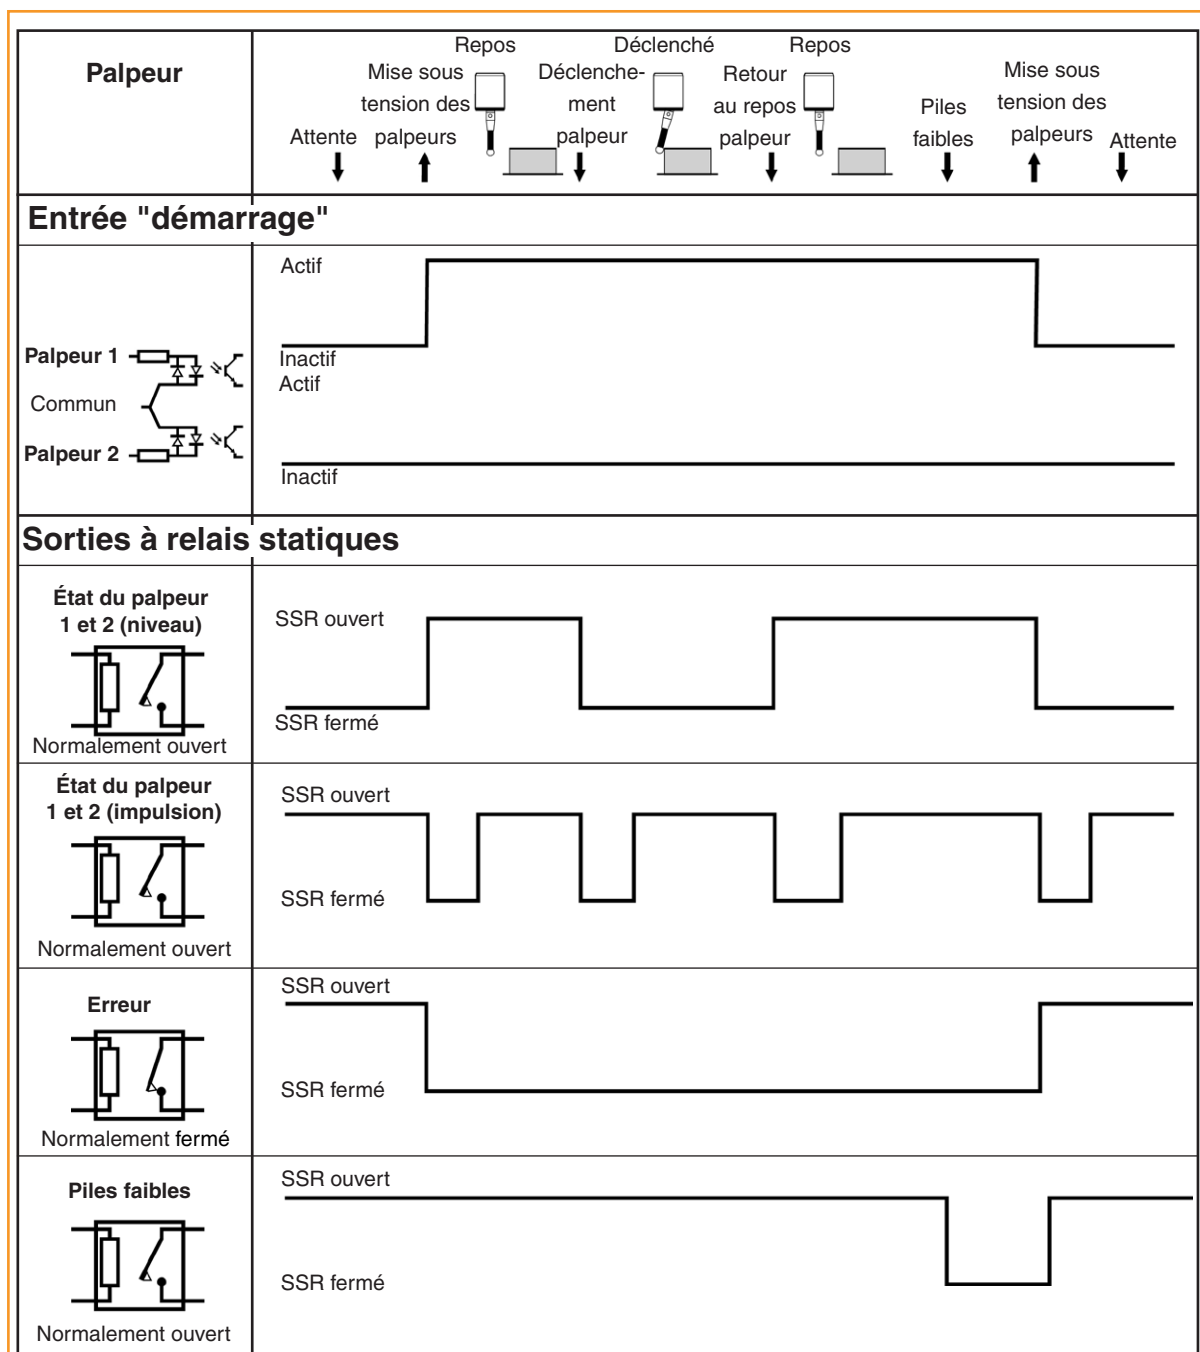 Palpeur
Repos
Déclenché
Repos
Mise sous
tension des
palpeurs
Déclenche-
ment
palpeur
Retour
au repos
palpeur
Piles
faibles
Mise sous
tension des
palpeurs
Attente
Attente
Entrée "démarrage"
Actif
Inactif
Actif
Inactif
Palpeur 1
Commun
Palpeur 2
Sorties à relais statiques
État du palpeur
1 et 2 (niveau)
Normalement ouvert
SSR ouvert
SSR fermé
État du palpeur
1 et 2 (impulsion)
Normalement ouvert
SSR ouvert
SSR fermé
Erreur
Normalement fermé
SSR ouvert
SSR fermé
Piles faibles
Normalement ouvert
SSR ouvert
SSR fermé